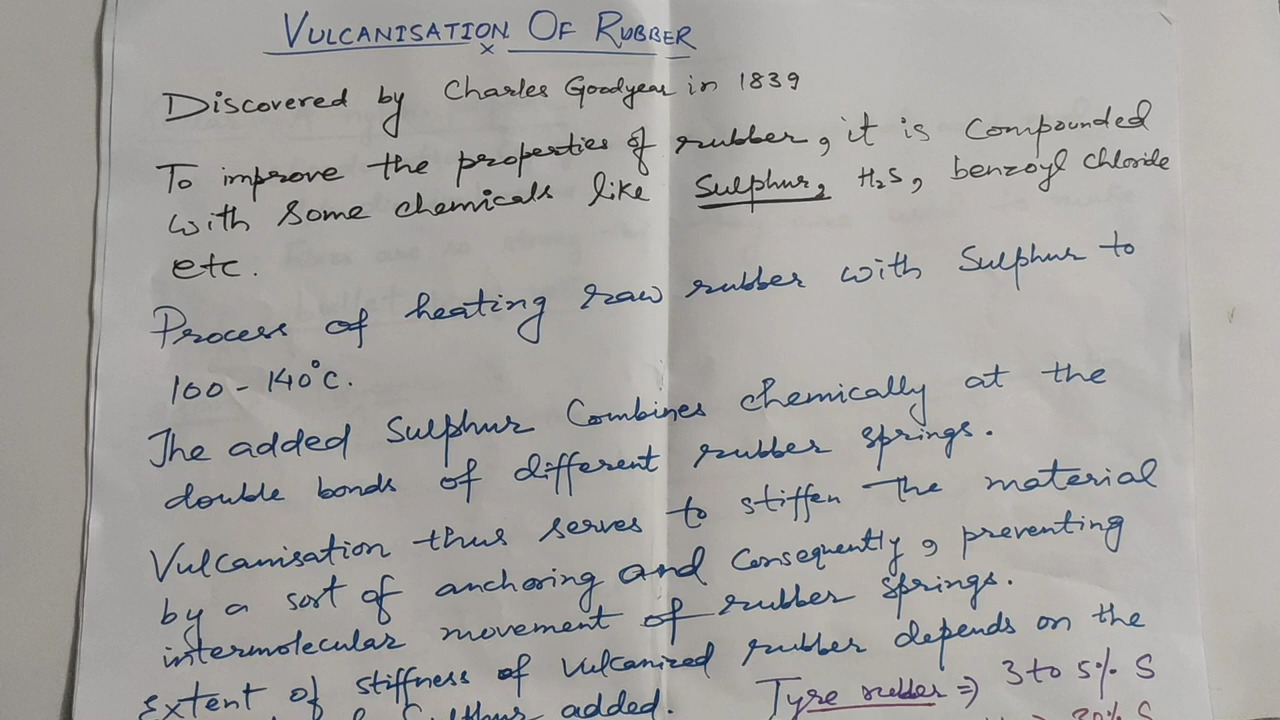 VULCANISATION OF RUBBER
x
Discovered by Charles Goodyear in 1839
To improve the properties of rubber, it is compounded
with some chemicals like Sulphur, H₂S, benzoyl chloride
etc.
Process of heating raw rubber with Sulphur to
100-140°C.
The added Sulphur Combines chemically at the
double bonds of different rubber springs.
Vulcanisation thus serves to stiffen the material
by a sort of anchoring and Consequently, preventing
intermolecular movement of rubber springs.
Extent of stiffness of vulcanized rubber depends on the
added. Tyre rubber ⇒ 3 to 5% S